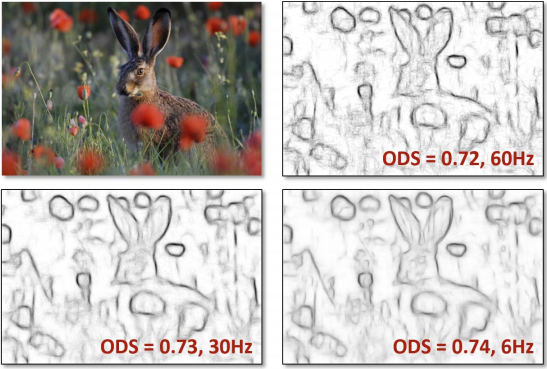 ODS = 0.72, 60Hz
ODS = 0.73, 30Hz
ODS = 0.74, 6Hz